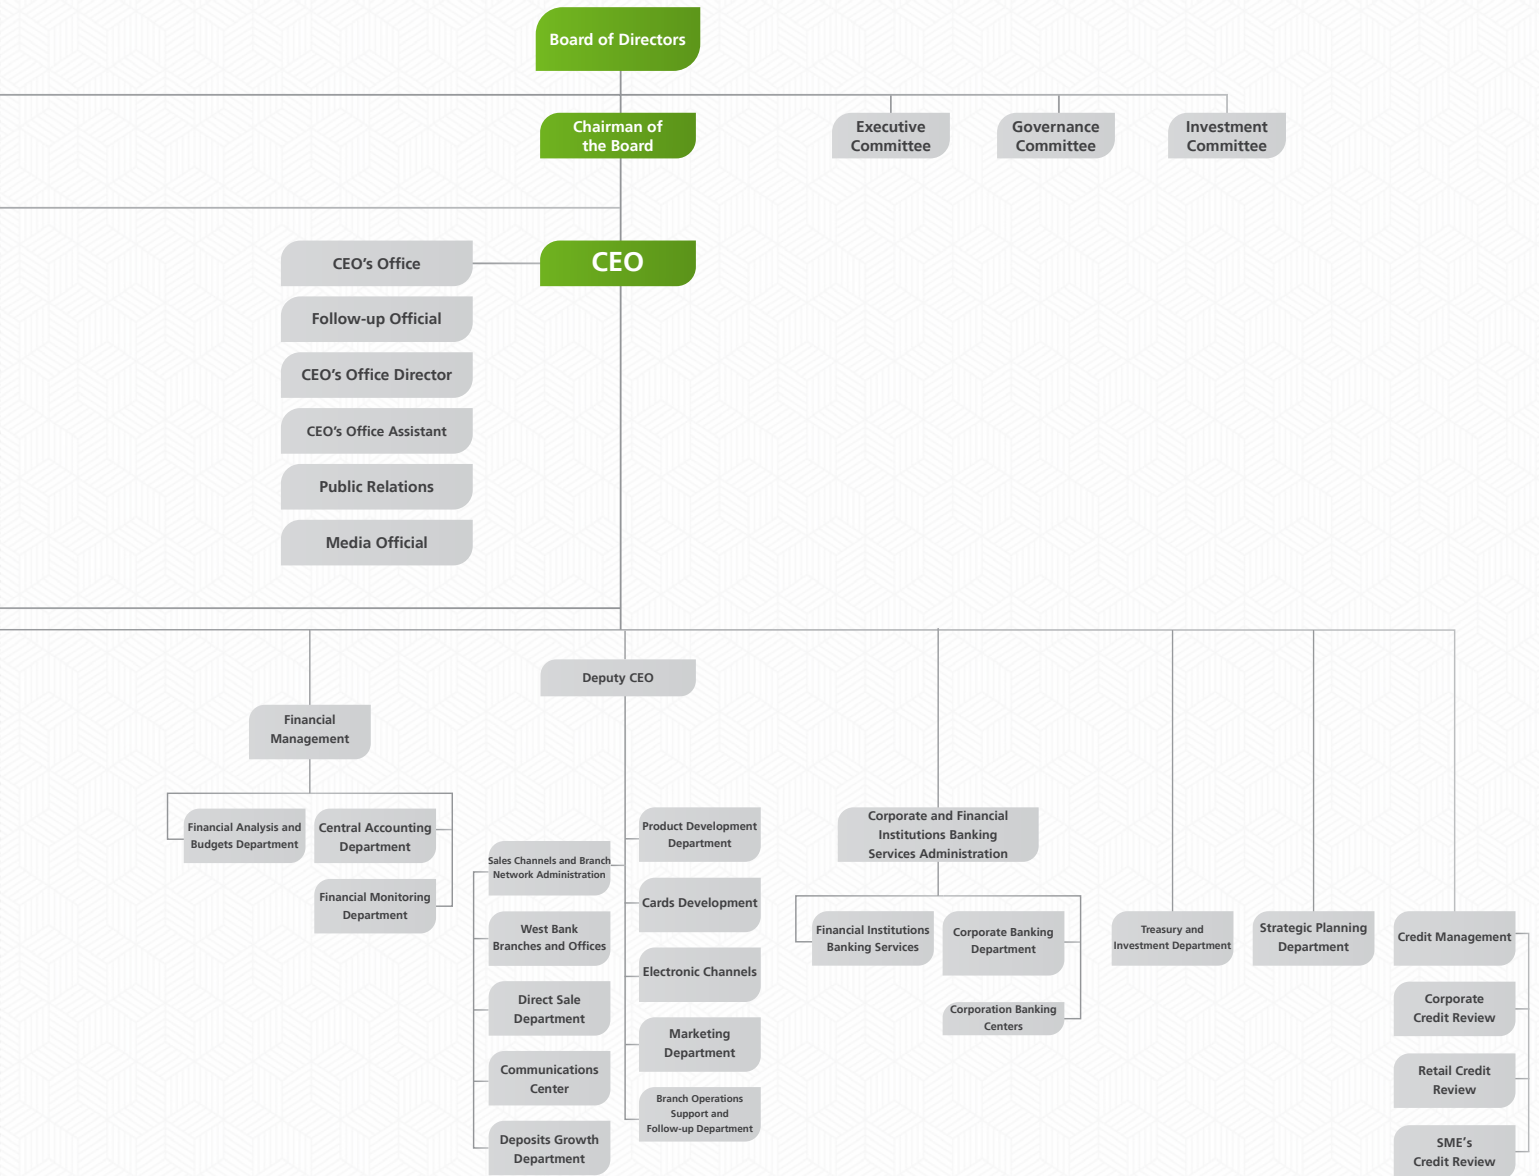 Board of Directors
Chairman of
the Board
Executive
Committee
Governance
Committee
Investment
Committee
CEO's Office
CEO
Follow-up Official
CEO's Office Director
CEO's Office Assistant
Public Relations
Media Official
Deputy CEO
Financial
Management
Financial Analysis and
Budgets Department
Central Accounting
Department
Financial Monitoring
Department
Sales Channels and Branch
Network Administration
West Bank
Branches and Offices
Direct Sale
Department
Communications
Center
Deposits Growth
Department
Product Development
Department
Cards Development
Electronic Channels
Marketing
Department
Branch Operations
Support and
Follow-up Department
Corporate and Financial
Institutions Banking
Services Administration
Financial Institutions
Banking Services
Corporate Banking
Department
Corporation Banking
Centers
Treasury and
Investment Department
Strategic Planning
Department
Credit Management
Corporate
Credit Review
Retail Credit
Review
SME's
Credit Review